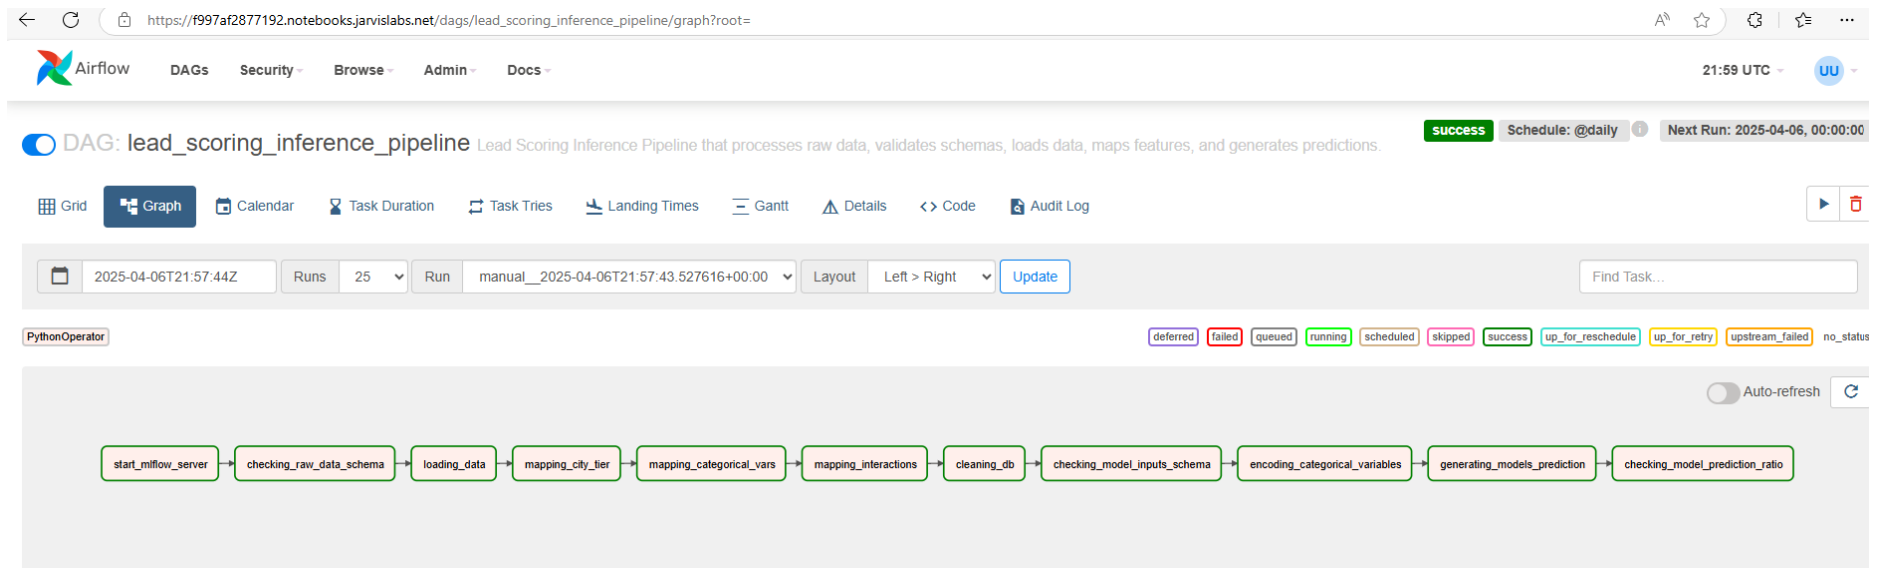 https://f997af2877192.notebooks.jarvislabs.net/dags/lead_scoring_inference_pipeline/graph?root=
Airflow DAGs Security Browse Admin Docs 21:59 UTC UU
success Schedule: @daily Next Run: 2025-04-06, 00:00:00
DAG: lead_scoring_inference_pipeline Lead Scoring Inference Pipeline that processes raw data, validates schemas, loads data, maps features, and generates predictions.
Grid Graph Calendar Task Duration Task Tries Landing Times Gantt Details <> Code Audit Log
2025-04-06T21:57:44Z Runs 25 Run manual__2025-04-06T21:57:43.527616+00:00 Layout Left > Right Update Find Task...
PythonOperator deferred failed queued running scheduled skipped success up_for_reschedule up_for_retry upstream_failed no_status
Auto-refresh
start_mlflow_server checking_raw_data_schema loading_data mapping_city_tier mapping_categorical_vars mapping_interactions cleaning_db checking_model_inputs_schema encoding_categorical_variables generating_models_prediction checking_model_prediction_ratio